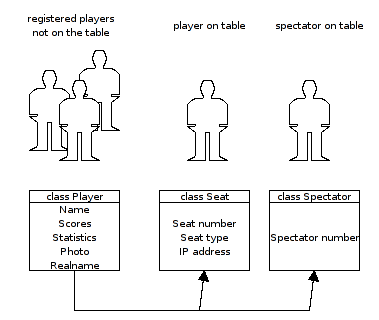 registered players
not on the table
player on table
spectator on table
class Player
Name
Scores
Statistics
Photo
Realname
class Seat
Seat number
Seat type
IP address
class Spectator
Spectator number